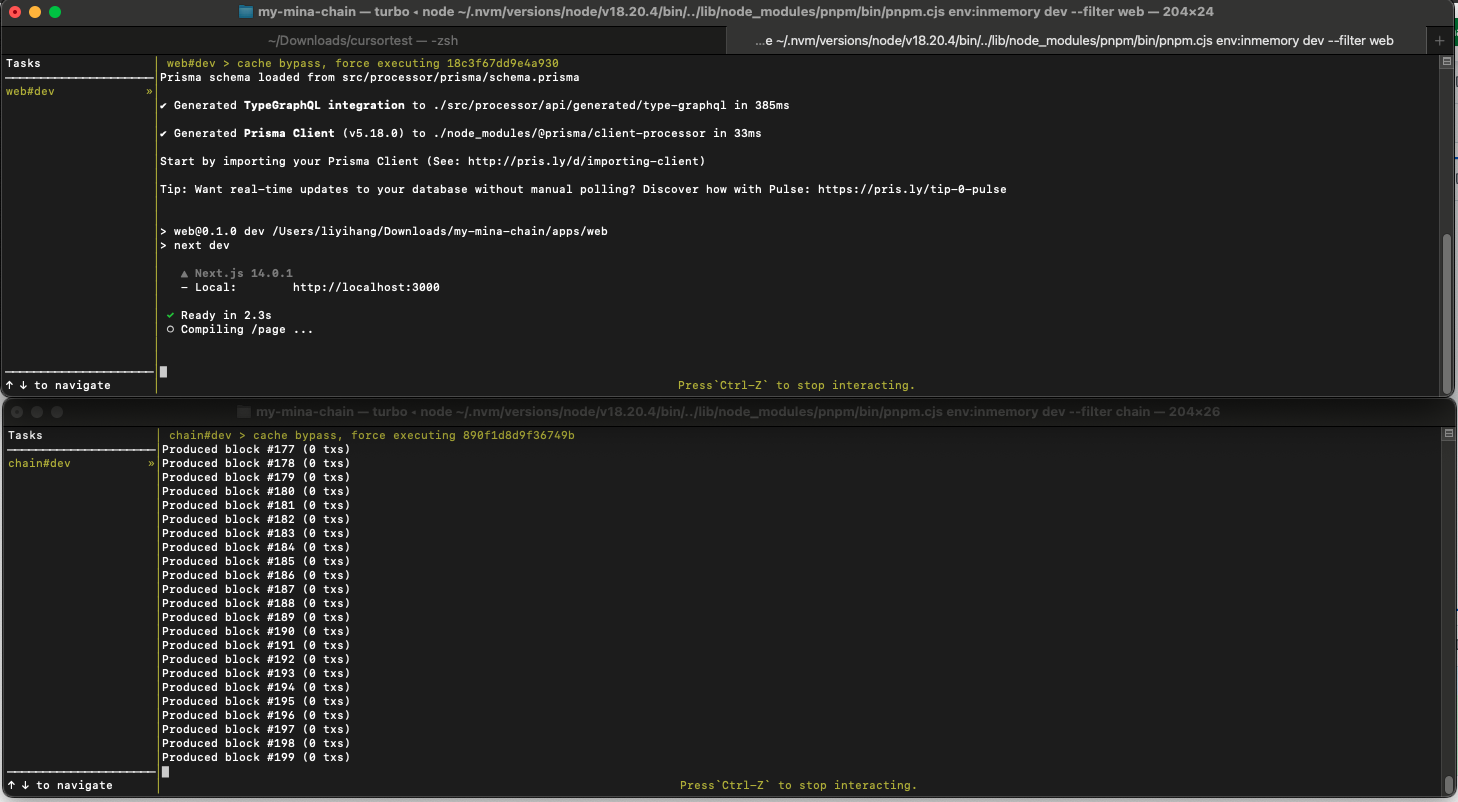 my-mina-chain — turbo ◂ node ~/.nvm/versions/node/v18.20.4/bin/../lib/node_modules/pnpm/bin/pnpm.cjs env:inmemory dev --filter web — 204×24
~/Downloads/cursortest — -zsh
...e ~/.nvm/versions/node/v18.20.4/bin/../lib/node_modules/pnpm/bin/pnpm.cjs env:inmemory dev --filter web
+
Tasks
web#dev »
↑ ↓ to navigate
web#dev > cache bypass, force executing 18c3f67dd9e4a930
Prisma schema loaded from src/processor/prisma/schema.prisma
✔ Generated TypeGraphQL integration to ./src/processor/api/generated/type-graphql in 385ms
✔ Generated Prisma Client (v5.18.0) to ./node_modules/@prisma/client-processor in 33ms
Start by importing your Prisma Client (See: http://pris.ly/d/importing-client)
Tip: Want real-time updates to your database without manual polling? Discover how with Pulse: https://pris.ly/tip-0-pulse
> web@0.1.0 dev /Users/liyihang/Downloads/my-mina-chain/apps/web
> next dev
▲ Next.js 14.0.1
- Local: http://localhost:3000
✓ Ready in 2.3s
○ Compiling /page ...
Press`Ctrl-Z` to stop interacting.
my-mina-chain — turbo ◂ node ~/.nvm/versions/node/v18.20.4/bin/../lib/node_modules/pnpm/bin/pnpm.cjs env:inmemory dev --filter chain — 204×26
Tasks
chain#dev »
↑ ↓ to navigate
chain#dev > cache bypass, force executing 890f1d8d9f36749b
Produced block #177 (0 txs)
Produced block #178 (0 txs)
Produced block #179 (0 txs)
Produced block #180 (0 txs)
Produced block #181 (0 txs)
Produced block #182 (0 txs)
Produced block #183 (0 txs)
Produced block #184 (0 txs)
Produced block #185 (0 txs)
Produced block #186 (0 txs)
Produced block #187 (0 txs)
Produced block #188 (0 txs)
Produced block #189 (0 txs)
Produced block #190 (0 txs)
Produced block #191 (0 txs)
Produced block #192 (0 txs)
Produced block #193 (0 txs)
Produced block #194 (0 txs)
Produced block #195 (0 txs)
Produced block #196 (0 txs)
Produced block #197 (0 txs)
Produced block #198 (0 txs)
Produced block #199 (0 txs)
Press`Ctrl-Z` to stop interacting.